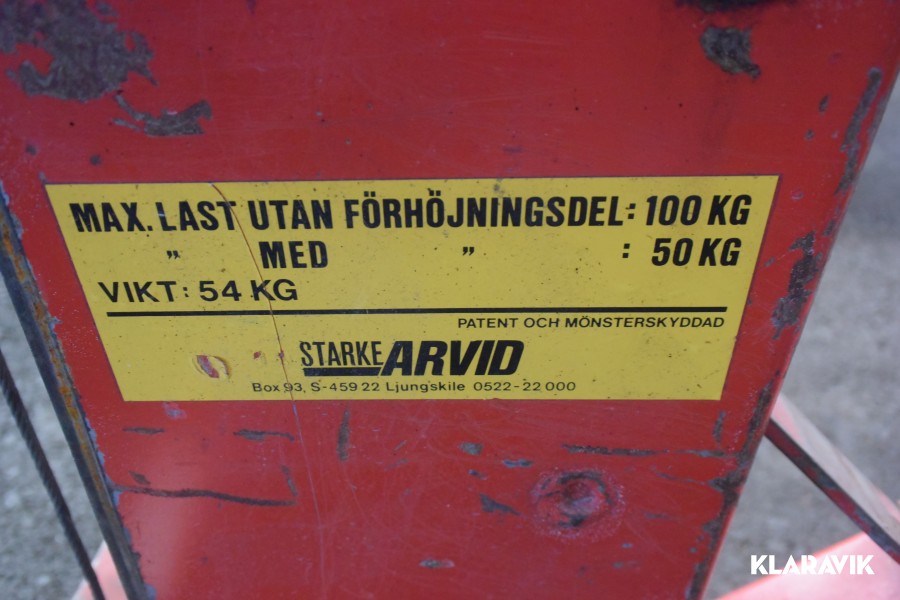 MAX. LAST UTAN FÖRHÖJNINGSDEL: 100 KG
" MED " : 50 KG
VIKT: 54 KG
PATENT OCH MÖNSTERSKYDDAD
STARKE ARVID
Box 93, S-459 22 Ljungskile 0522-22 000
KLARAVIK